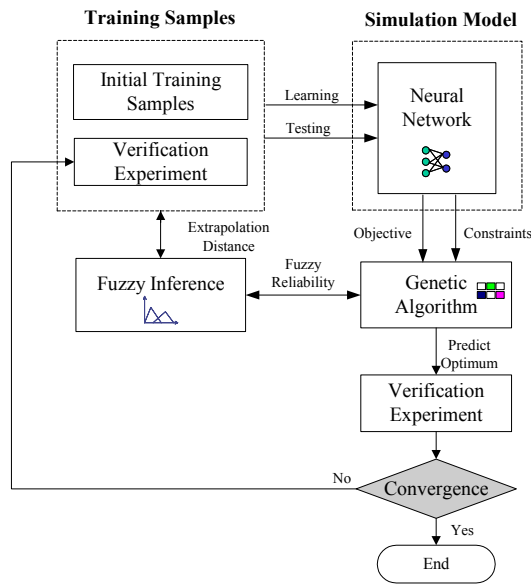 Training Samples
Simulation Model
Initial Training
Samples
Learning
Neural
Network
Testing
Verification
Experiment
Extrapolation
Distance
Objective
Constraints
Fuzzy Inference
Fuzzy
Reliability
Genetic
Algorithm
Predict
Optimum
Verification
Experiment
No
Convergence
Yes
End